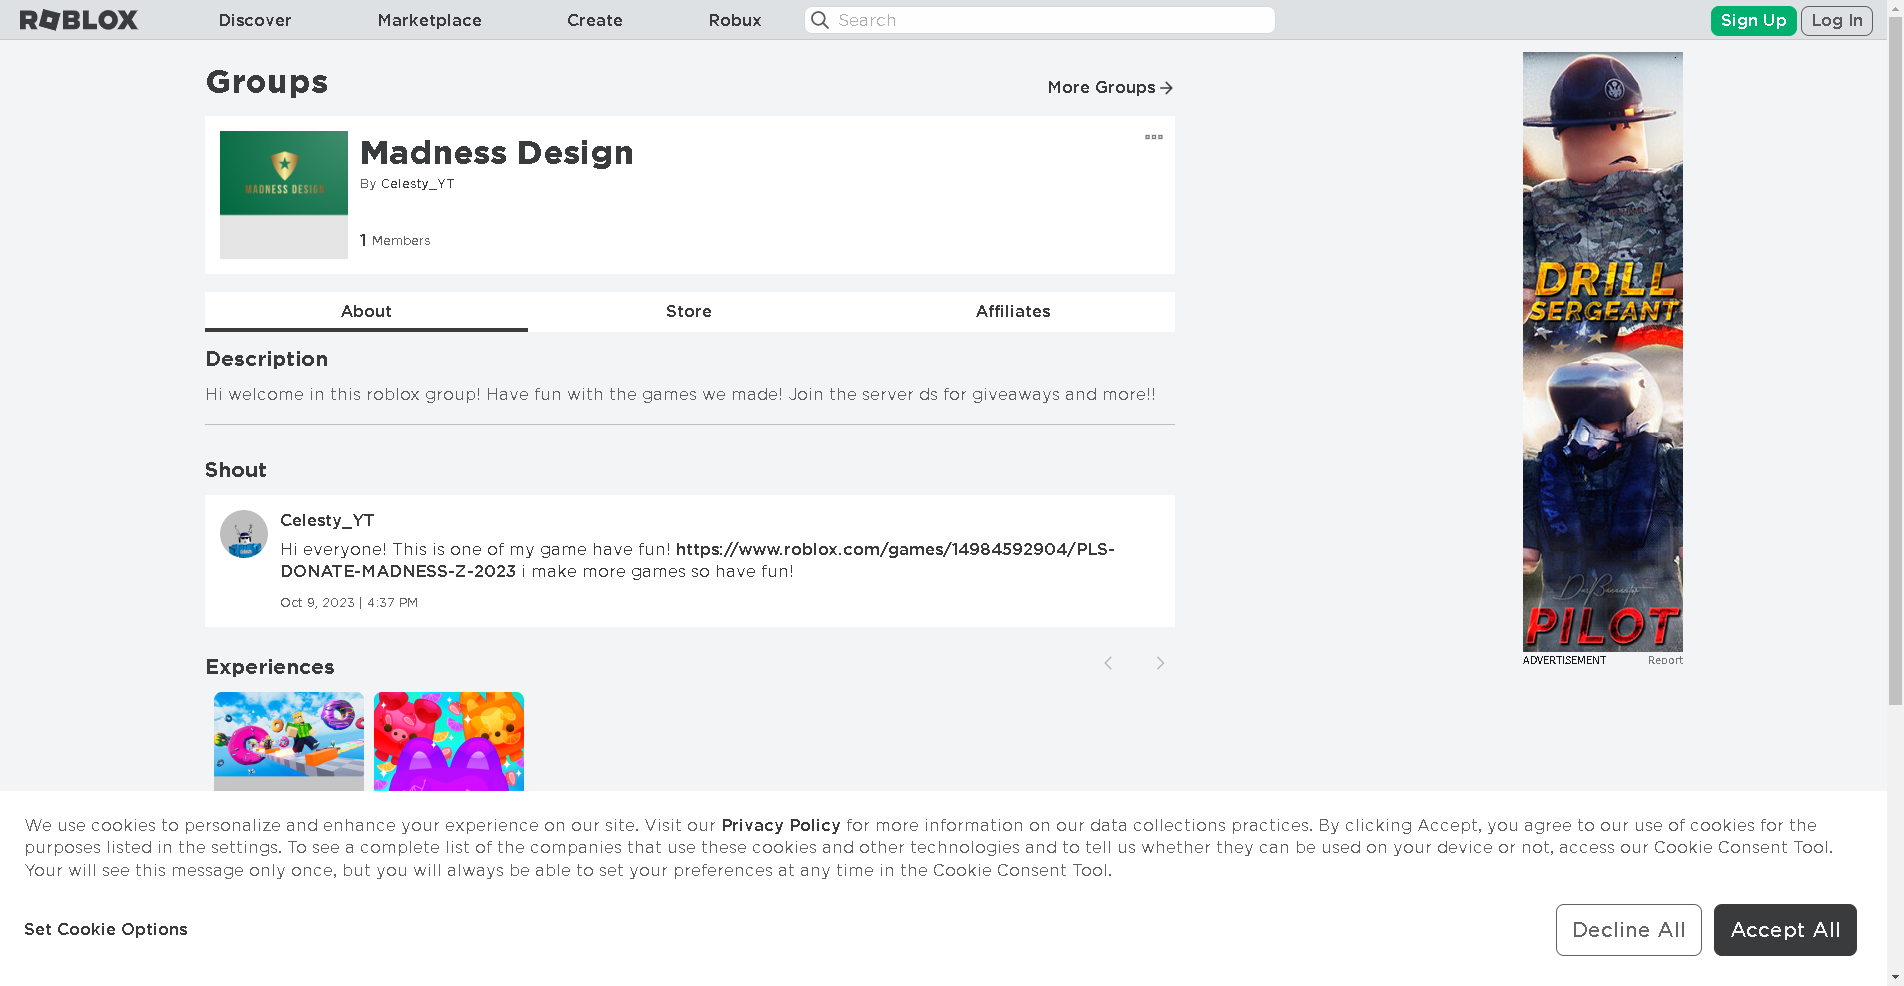 ROBLOX Discover Marketplace Create Robux Search Sign Up Log In
Groups
More Groups
MADNESS DESIGN
Madness Design
By Celesty_YT
1 Members
About Store Affiliates
Description
Hi welcome in this roblox group! Have fun with the games we made! Join the server ds for giveaways and more!!
Shout
Celesty_YT
Hi everyone! This is one of my game have fun! https://www.roblox.com/games/14984592904/PLS-
DONATE-MADNESS-Z-2023 i make more games so have fun!
Oct 9, 2023 | 4:37 PM
Experiences
DRILL
SERGEANT
CAVIAR
PILOT
ADVERTISEMENT Report
We use cookies to personalize and enhance your experience on our site. Visit our Privacy Policy for more information on our data collections practices. By clicking Accept, you agree to our use of cookies for the
purposes listed in the settings. To see a complete list of the companies that use these cookies and other technologies and to tell us whether they can be used on your device or not, access our Cookie Consent Tool.
Your will see this message only once, but you will always be able to set your preferences at any time in the Cookie Consent Tool.
Set Cookie Options
Decline All
Accept All